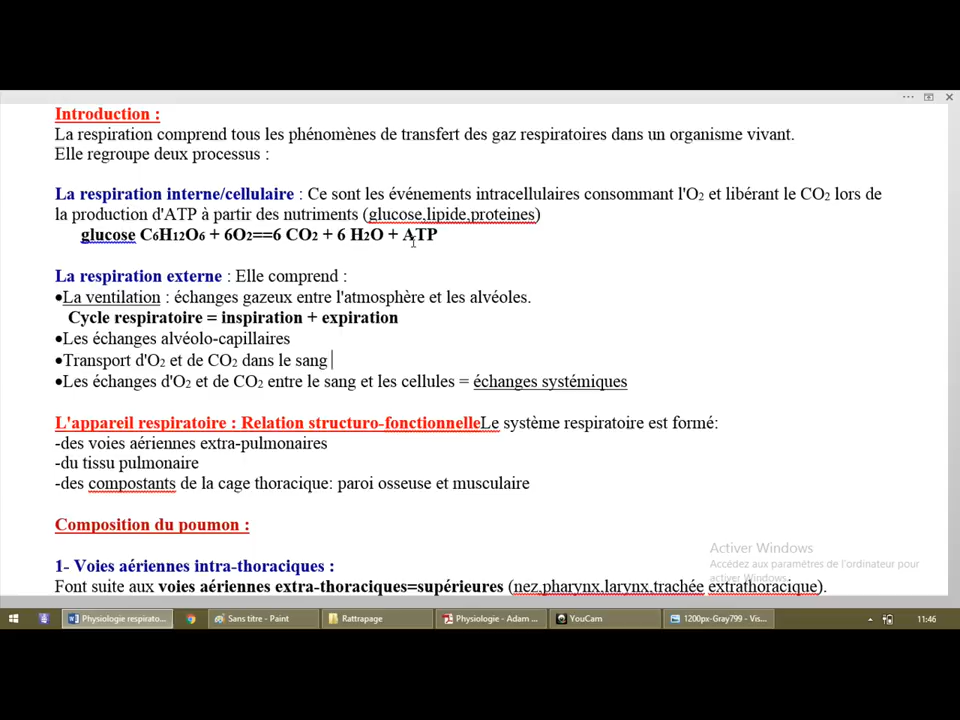 Introduction :
La respiration comprend tous les phénomènes de transfert des gaz respiratoires dans un organisme vivant.
Elle regroupe deux processus :
La respiration interne/cellulaire : Ce sont les événements intracellulaires consommant l'O2 et libérant le CO2 lors de
la production d'ATP à partir des nutriments (glucose,lipide,proteines)
glucose C6H12O6 + 6O2==6 CO2 + 6 H2O + ATP
La respiration externe : Elle comprend :
•La ventilation : échanges gazeux entre l'atmosphère et les alvéoles.
Cycle respiratoire = inspiration + expiration
•Les échanges alvéolo-capillaires
•Transport d'O2 et de CO2 dans le sang
•Les échanges d'O2 et de CO2 entre le sang et les cellules = échanges systémiques
L'appareil respiratoire : Relation structuro-fonctionnelleLe système respiratoire est formé:
-des voies aériennes extra-pulmonaires
-du tissu pulmonaire
-des compostants de la cage thoracique: paroi osseuse et musculaire
Composition du poumon :
Activer Windows
Accédez aux paramètres de l'ordinateur pour
activer Windows.
1- Voies aériennes intra-thoraciques :
Font suite aux voies aériennes extra-thoraciques=supérieures (nez,pharynx,larynx,trachée extrathoracique).
Physiologie respirato...
Sans titre - Paint
Rattrapage
Physiologie - Adam ...
YouCam
1200px-Gray799 - Vis...
11:46